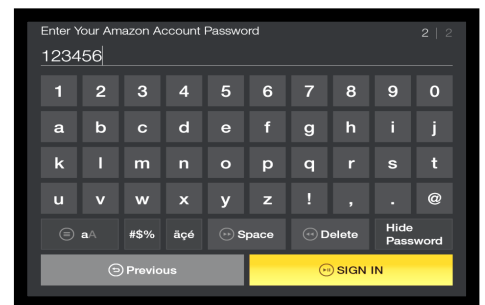 Enter Your Amazon Account Password 2 | 2
123456
1 2 3 4 5 6 7 8 9 0
a b c d e f g h i j
k l m n o p q r s t
u v w x y z ! , . @
aA #$% äçé Space Delete Hide Password
Previous SIGN IN